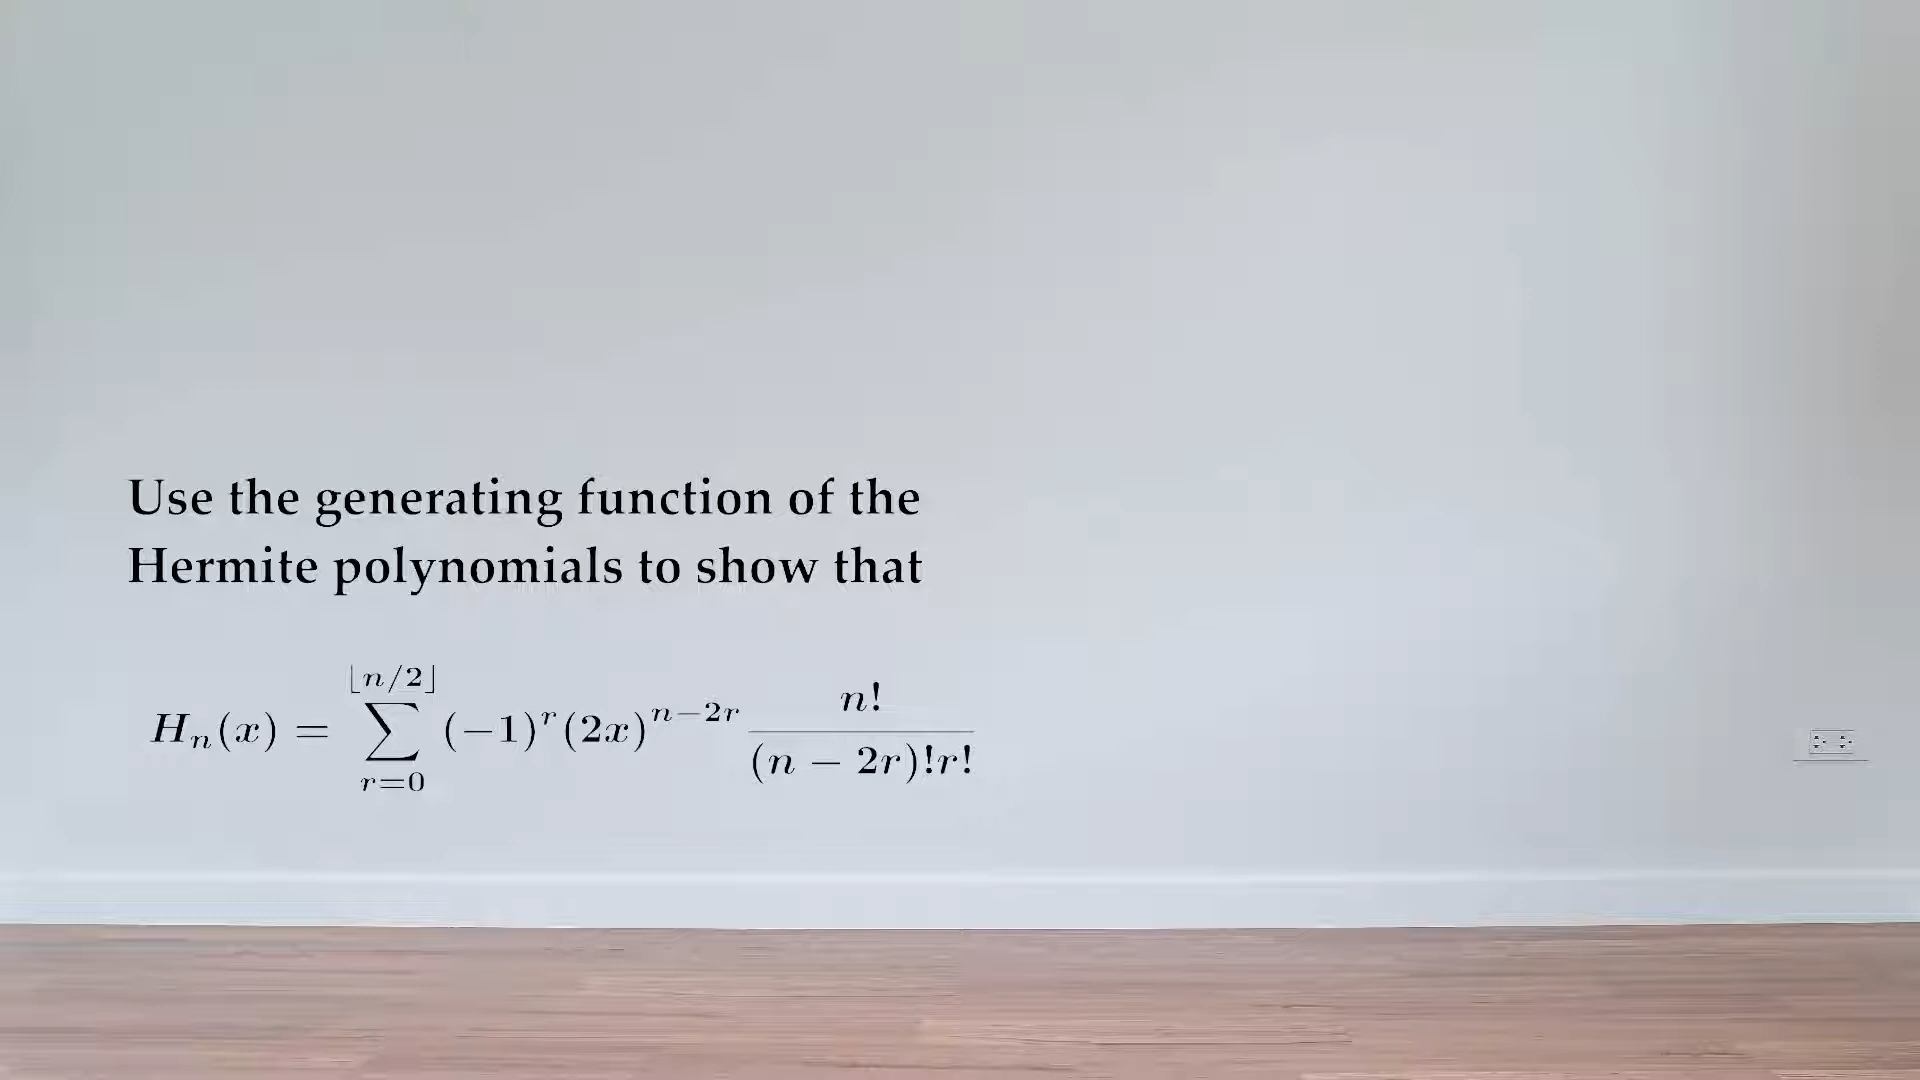 Use the generating function of the
Hermite polynomials to show that
$H_n(x) = \sum_{r=0}^{\lfloor n/2 \rfloor} (-1)^r (2x)^{n-2r} \frac{n!}{(n-2r)!r!}$